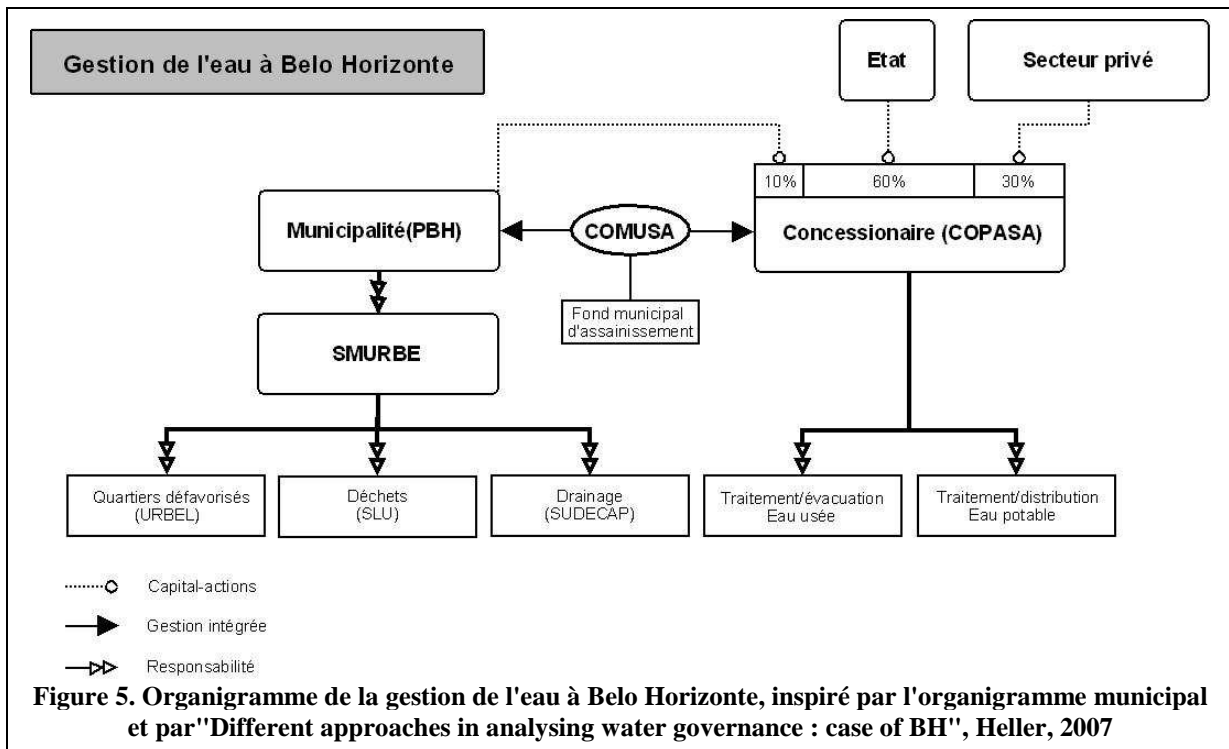 Gestion de l'eau à Belo Horizonte
Etat
Secteur privé
10%
60%
30%
Municipalité(PBH)
COMUSA
Concessionaire (COPASA)
Fond municipal
d'assainissement
SMURBE
Quartiers défavorisés
(URBEL)
Déchets
(SLU)
Drainage
(SUDECAP)
Traitement/évacuation
Eau usée
Traitement/distribution
Eau potable
Capital-actions
Gestion intégrée
Responsabilité
Figure 5. Organigramme de la gestion de l'eau à Belo Horizonte, inspiré par l'organigramme municipal
et par"Different approaches in analysing water governance : case of BH", Heller, 2007